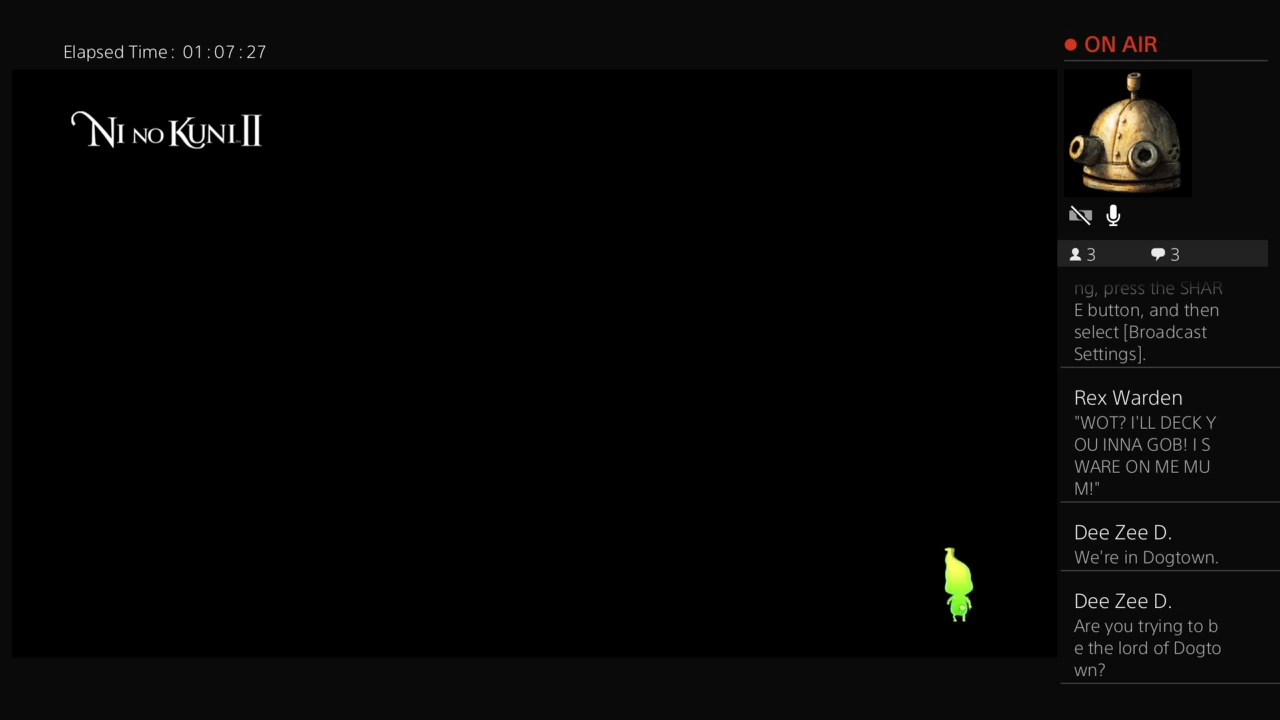 Elapsed Time: 01:07:27
ON AIR
NI NO KUNI II
3 3
ng, press the SHAR
E button, and then
select [Broadcast
Settings].
Rex Warden
"WOT? I'LL DECK Y
OU INNA GOB! I S
WARE ON ME MU
M!"
Dee Zee D.
We're in Dogtown.
Dee Zee D.
Are you trying to b
e the lord of Dogto
wn?